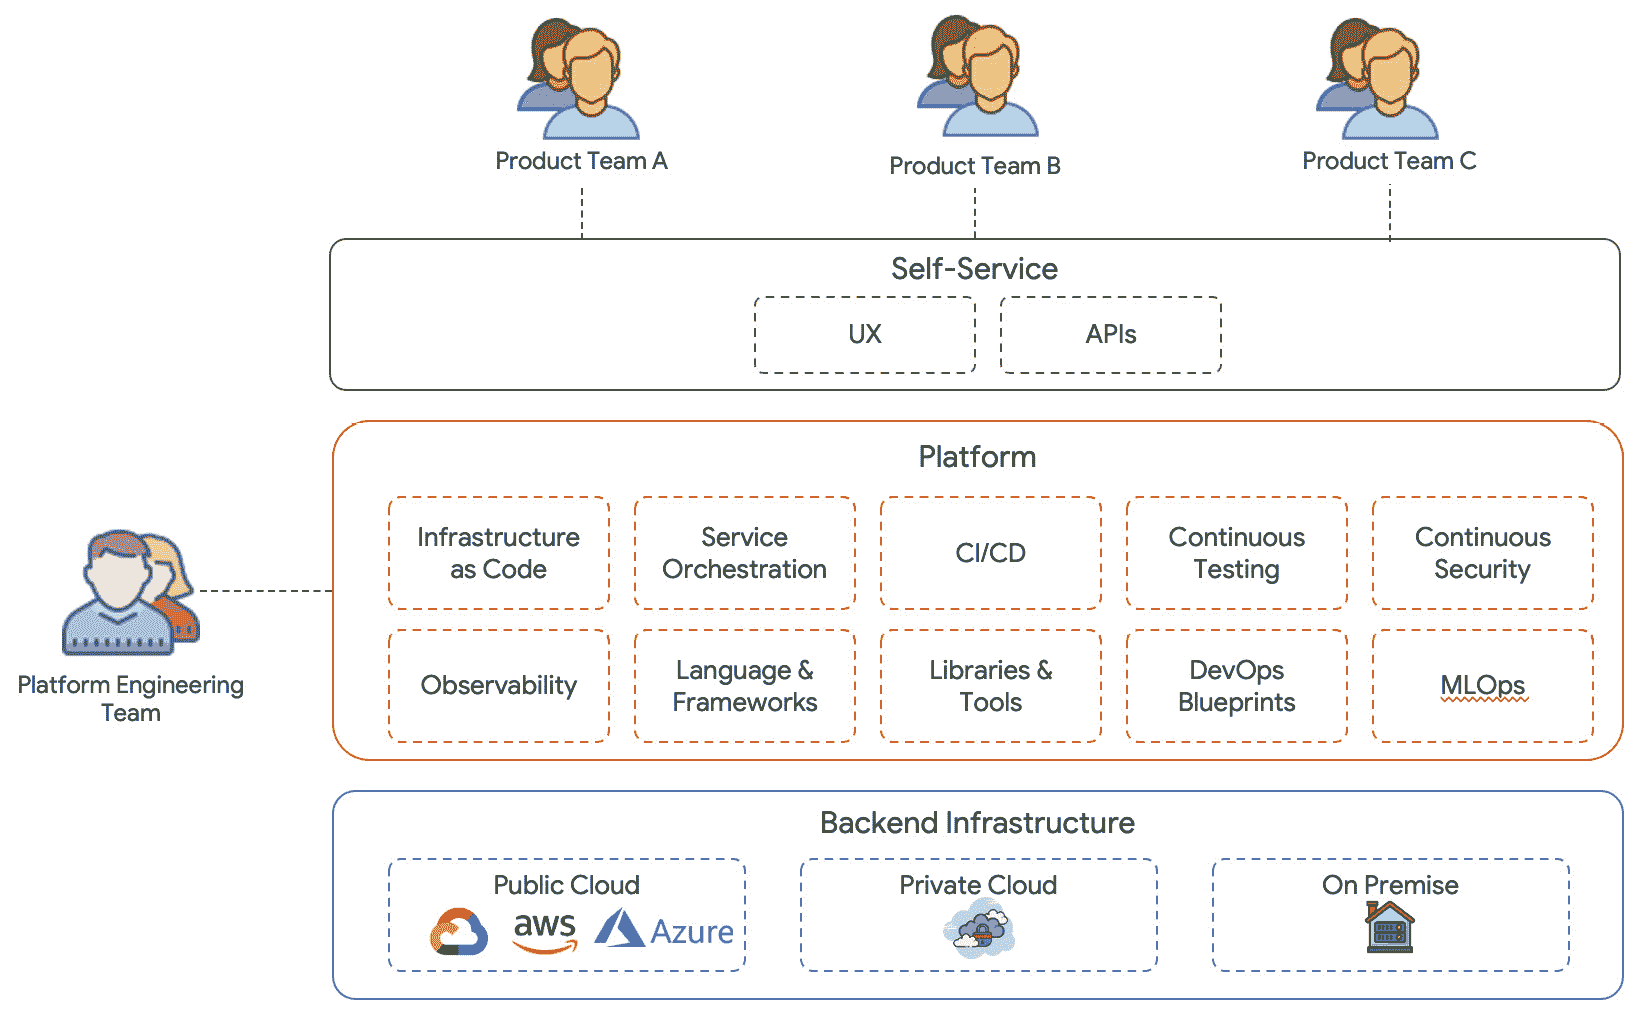 Product Team A
Product Team B
Product Team C
Self-Service
UX
APIs
Platform
Infrastructure
as Code
Service
Orchestration
CI/CD
Continuous
Testing
Continuous
Security
Platform Engineering
Team
Observability
Language &
Frameworks
Libraries &
Tools
DevOps
Blueprints
MLOps
Backend Infrastructure
Public Cloud
aws
Azure
Private Cloud
On Premise